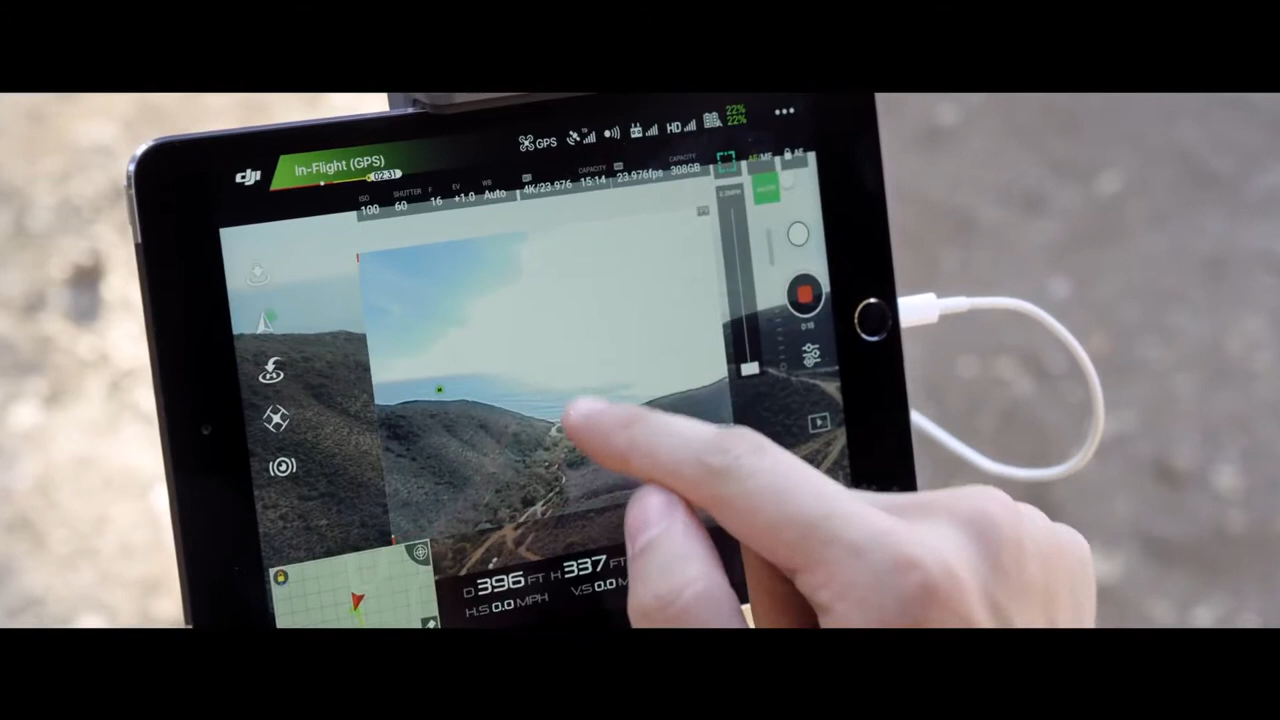 dji In-Flight (GPS)
02:31
GPS
HD
22%
22%
ISO 100
SHUTTER 60
F 16
EV +1.0
WB Auto
4K/23.976
CAPACITY 15:14
23.976fps
CAPACITY 308GB
AF/MF
AE
0:15
D 396 FT H 337 FT
H.S 0.0 MPH V.S 0.0 M